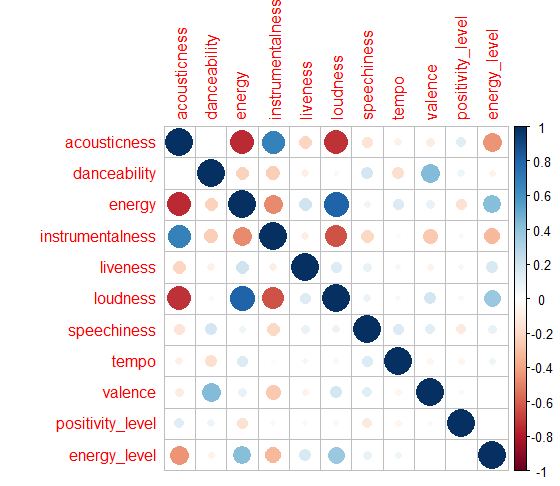 acousticness
danceability
energy
instrumentalness
liveness
loudness
speechiness
tempo
valence
positivity_level
energy_level
acousticness
danceability
energy
instrumentalness
liveness
loudness
speechiness
tempo
valence
positivity_level
energy_level
1
0.8
0.6
0.4
0.2
0
-0.2
-0.4
-0.6
-0.8
-1